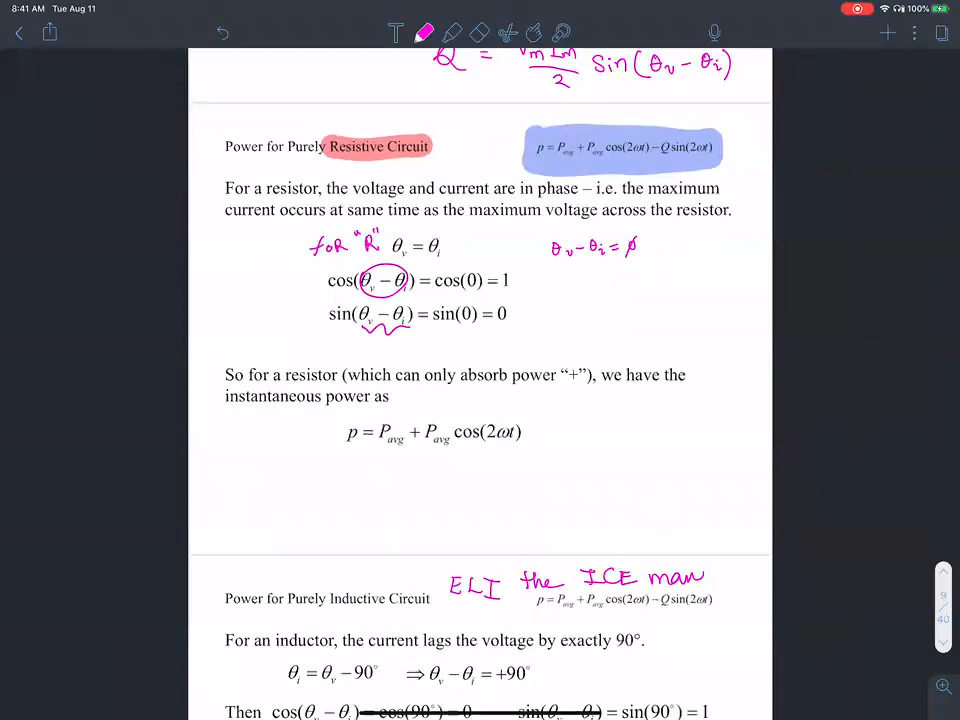 8:41 AM Tue Aug 11
100%
Q = Vm Im / 2 sin(θv − θi)
Power for Purely Resistive Circuit
p = Pavg + Pavg cos(2ωt) − Q sin(2ωt)
For a resistor, the voltage and current are in phase – i.e. the maximum
current occurs at same time as the maximum voltage across the resistor.
for "R" θv = θi
θv − θi = 0
cos(θv − θi) = cos(0) = 1
sin(θv − θi) = sin(0) = 0
So for a resistor (which can only absorb power “+”), we have the
instantaneous power as
p = Pavg + Pavg cos(2ωt)
ELI the ICE man
Power for Purely Inductive Circuit
p = Pavg + Pavg cos(2ωt) − Q sin(2ωt)
For an inductor, the current lags the voltage by exactly 90°.
θi = θv − 90° ⇒ θv − θi = +90°
Then cos(θv − θi) = cos(90°) = 0 sin(θv − θi) = sin(90°) = 1
9
/
40